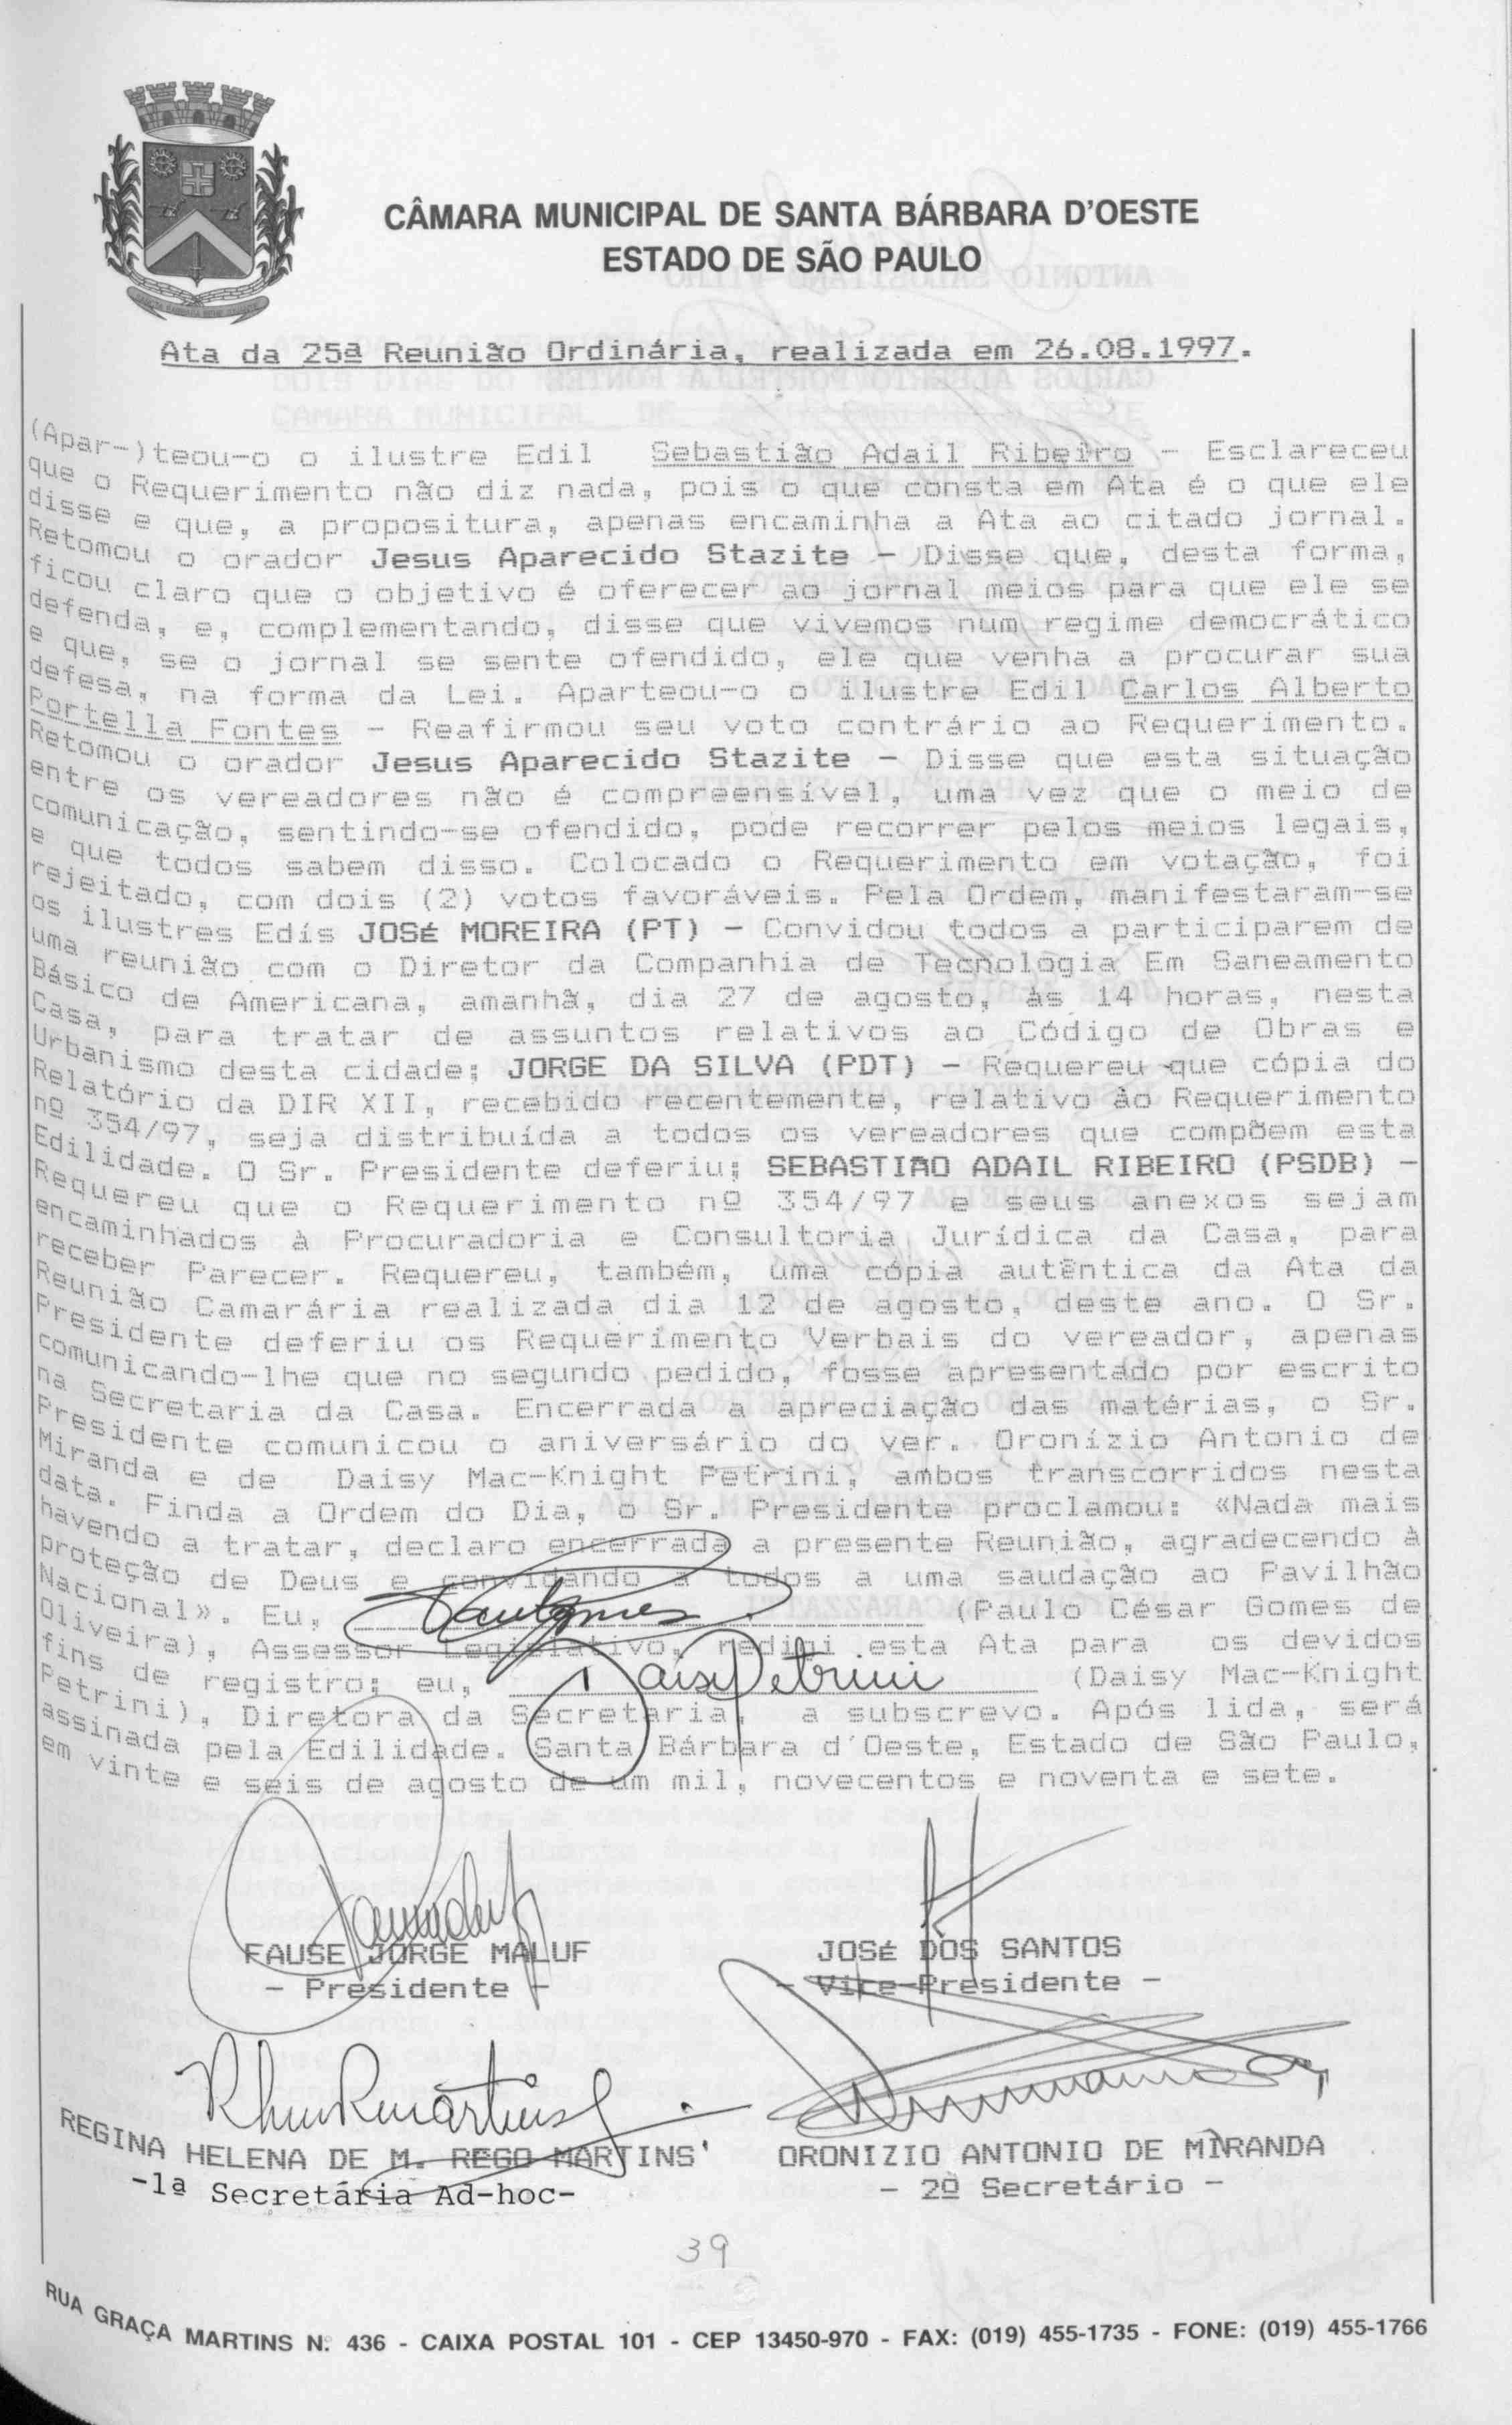 CÂMARA MUNICIPAL DE SANTA BÁRBARA D'OESTE
ESTADO DE SÃO PAULO
Ata da 25ª Reunião Ordinária, realizada em 26.08.1997.
(Apar-)teou-o o ilustre Edil Sebastião Adail Ribeiro - Esclareceu
que o Requerimento não diz nada, pois o que consta em Ata é o que ele
disse e que, a propositura, apenas encaminha a Ata ao citado jornal.
Retomou o orador Jesus Aparecido Stazite - Disse que, desta forma,
ficou claro que o objetivo é oferecer ao jornal meios para que ele se
defenda, e, complementando, disse que vivemos num regime democrático
e que, se o jornal se sente ofendido, ele que venha a procurar sua
defesa, na forma da Lei. Aparteou-o o ilustre Edil Carlos Alberto
Portella Fontes - Reafirmou seu voto contrário ao Requerimento.
Retomou o orador Jesus Aparecido Stazite - Disse que esta situação
entre os vereadores não é compreensível, uma vez que o meio de
comunicação, sentindo-se ofendido, pode recorrer pelos meios legais,
e que todos sabem disso. Colocado o Requerimento em votação, foi
rejeitado, com dois (2) votos favoráveis. Pela Ordem, manifestaram-se
os ilustres Edís JOSÉ MOREIRA (PT) - Convidou todos a participarem de
uma reunião com o Diretor da Companhia de Tecnologia Em Saneamento
Básico de Americana, amanhã, dia 27 de agosto, às 14 horas, nesta
Casa, para tratar de assuntos relativos ao Código de Obras e
Urbanismo desta cidade; JORGE DA SILVA (PDT) - Requereu que cópia do
Relatório da DIR XII, recebido recentemente, relativo ào Requerimento
nº 354/97, seja distribuída a todos os vereadores que compõem esta
Edilidade. O Sr. Presidente deferiu; SEBASTIÃO ADAIL RIBEIRO (PSDB) -
Requereu que o Requerimento nº 354/97 e seus anexos sejam
encaminhados à Procuradoria e Consultoria Jurídica da Casa, para
receber Parecer. Requereu, também, uma cópia autêntica da Ata da
Reunião Camarária realizada dia 12 de agosto, deste ano. O Sr.
Presidente deferiu os Requerimento Verbais do vereador, apenas
comunicando-lhe que no segundo pedido, fosse apresentado por escrito
na Secretaria da Casa. Encerrada a apreciação das matérias, o Sr.
Presidente comunicou o aniversário do ver. Oronízio Antonio de
Miranda e de Daisy Mac-Knight Petrini, ambos transcorridos nesta
data. Finda a Ordem do Dia, o Sr. Presidente proclamou: «Nada mais
havendo a tratar, declaro encerrada a presente Reunião, agradecendo à
proteção de Deus e convidando a todos a uma saudação ao Pavilhão
Nacional». Eu, (Paulo César Gomes de
Oliveira), Assessor Legislativo, redigi esta Ata para os devidos
fins de registro; eu, Daisy Petrini (Daisy Mac-Knight
Petrini), Diretora da Secretaria, a subscrevo. Após lida, será
assinada pela Edilidade. Santa Bárbara d'Oeste, Estado de São Paulo,
em vinte e seis de agosto de um mil, novecentos e noventa e sete.
FAUSE JORGE MALUF JOSÉ DOS SANTOS
- Presidente - - Vice-Presidente -
REGINA HELENA DE M. REGO MARTINS ORONIZIO ANTONIO DE MIRANDA
-1ª Secretária Ad-hoc- - 2º Secretário -
39
RUA GRAÇA MARTINS N. 436 - CAIXA POSTAL 101 - CEP 13450-970 - FAX: (019) 455-1735 - FONE: (019) 455-1766